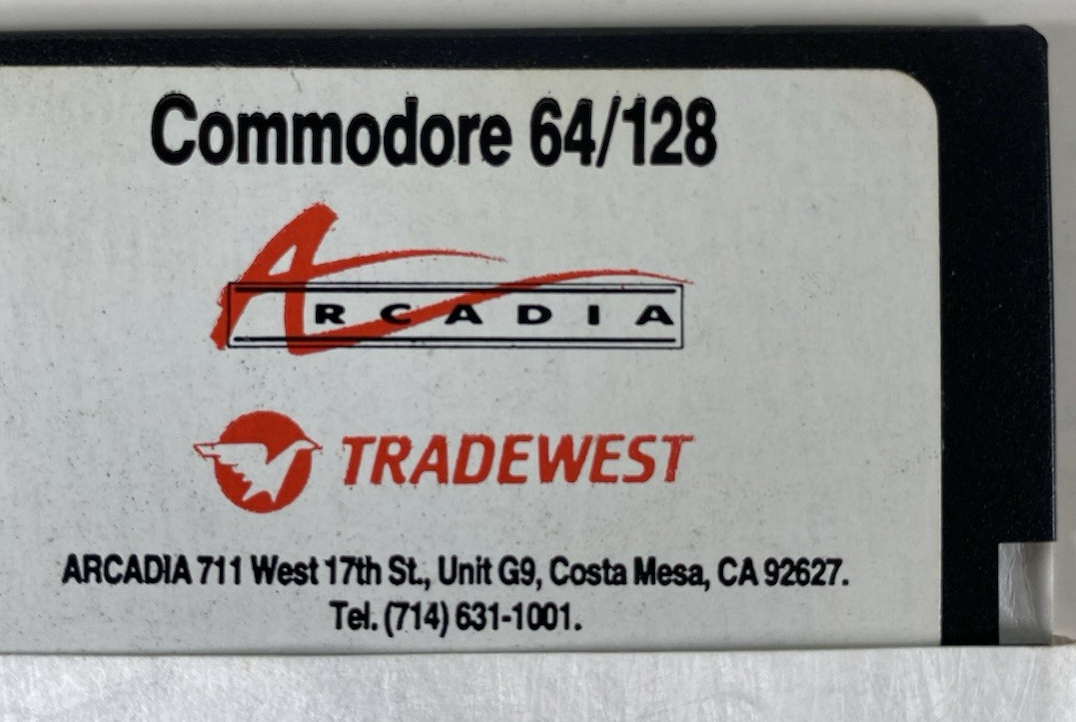 Commodore 64/128
ARCADIA
TRADEWEST
ARCADIA 711 West 17th St., Unit G9, Costa Mesa, CA 92627.
Tel. (714) 631-1001.